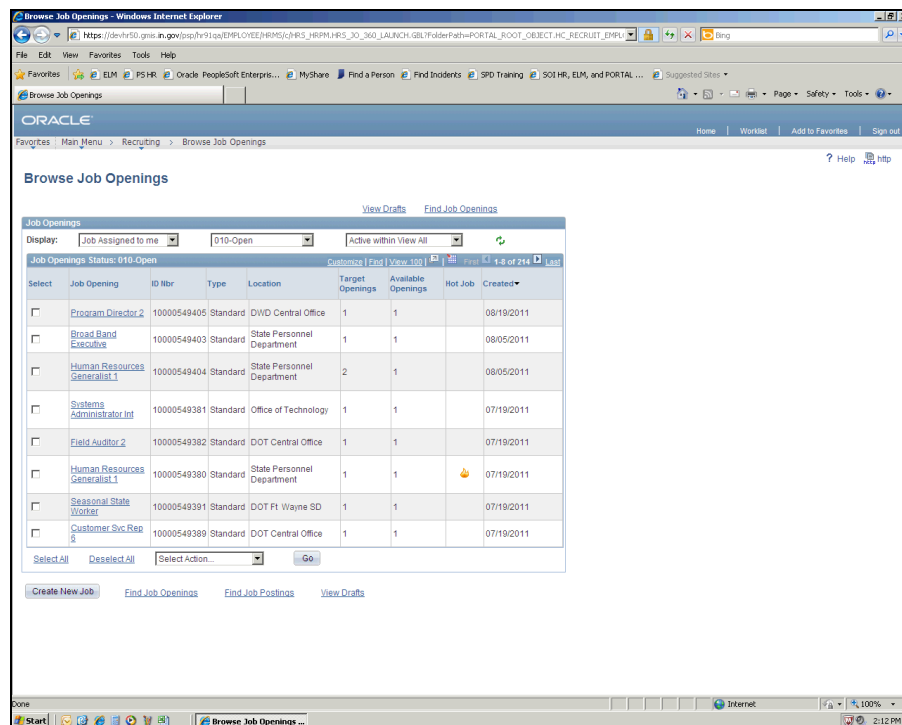 Browse Job Openings - Windows Internet Explorer
https://devhr50.gmis.in.gov/psp/hr91qa/EMPLOYEE/HRMS/c/HRS_HRPM.HRS_JO_360_LAUNCH.GBL?FolderPath=PORTAL_ROOT_OBJECT.HC_RECRUIT_EMPL
Bing
File Edit View Favorites Tools Help
Favorites ELM PS HR Oracle PeopleSoft Enterpris... MyShare Find a Person Find Incidents SPD Training SOI HR, ELM, and PORTAL ... Suggested Sites
Browse Job Openings
Page Safety Tools
ORACLE
Home | Worklist | Add to Favorites | Sign out
Favorites | Main Menu > Recruiting > Browse Job Openings
? Help http
Browse Job Openings
View Drafts Find Job Openings
Job Openings
Display: Job Assigned to me 010-Open Active within View All
Job Openings Status: 010-Open Customize | Find | View 100 | First 1-8 of 214 Last
Select Job Opening ID Nbr Type Location Target Openings Available Openings Hot Job Created
Program Director 2 10000549405 Standard DWD Central Office 1 1 08/19/2011
Broad Band Executive 10000549403 Standard State Personnel Department 1 1 08/05/2011
Human Resources Generalist 1 10000549404 Standard State Personnel Department 2 1 08/05/2011
Systems Administrator Int 10000549381 Standard Office of Technology 1 1 07/19/2011
Field Auditor 2 10000549382 Standard DOT Central Office 1 1 07/19/2011
Human Resources Generalist 1 10000549380 Standard State Personnel Department 1 1 07/19/2011
Seasonal State Worker 10000549391 Standard DOT Ft Wayne SD 1 1 07/19/2011
Customer Svc Rep 6 10000549389 Standard DOT Central Office 1 1 07/19/2011
Select All Deselect All Select Action... Go
Create New Job Find Job Openings Find Job Postings View Drafts
Done Internet 100%
Start Browse Job Openings ... 2:12 PM